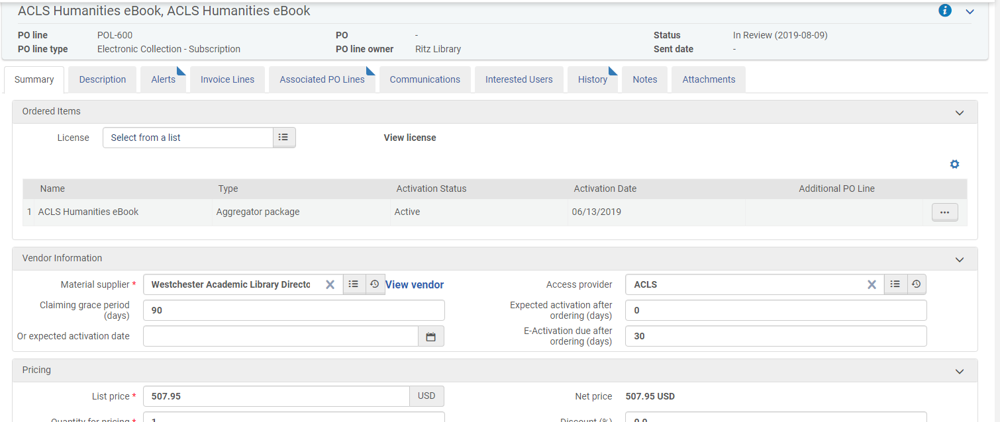 ACLS Humanities eBook, ACLS Humanities eBook
PO line POL-600 PO - Status In Review (2019-08-09)
PO line type Electronic Collection - Subscription PO line owner Ritz Library Sent date -
Summary Description Alerts Invoice Lines Associated PO Lines Communications Interested Users History Notes Attachments
Ordered Items
License Select from a list View license
Name Type Activation Status Activation Date Additional PO Line
1 ACLS Humanities eBook Aggregator package Active 06/13/2019 ...
Vendor Information
Material supplier * Westchester Academic Library Directo View vendor Access provider ACLS
Claiming grace period (days) 90 Expected activation after ordering (days) 0
Or expected activation date E-Activation due after ordering (days) 30
Pricing
List price * 507.95 USD Net price 507.95 USD
Quantity for pricing * 1 Discount (%) 0.0